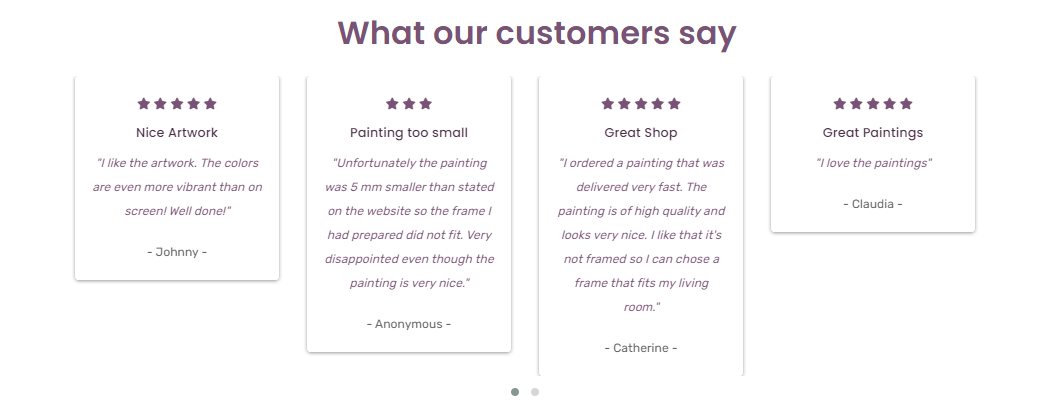 What our customers say
Nice Artwork
"I like the artwork. The colors
are even more vibrant than on
screen! Well done!"
- Johnny -
Painting too small
"Unfortunately the painting
was 5 mm smaller than stated
on the website so the frame I
had prepared did not fit. Very
disappointed even though the
painting is very nice."
- Anonymous -
Great Shop
"I ordered a painting that was
delivered very fast. The
painting is of high quality and
looks very nice. I like that it's
not framed so I can chose a
frame that fits my living
room."
- Catherine -
Great Paintings
"I love the paintings"
- Claudia -